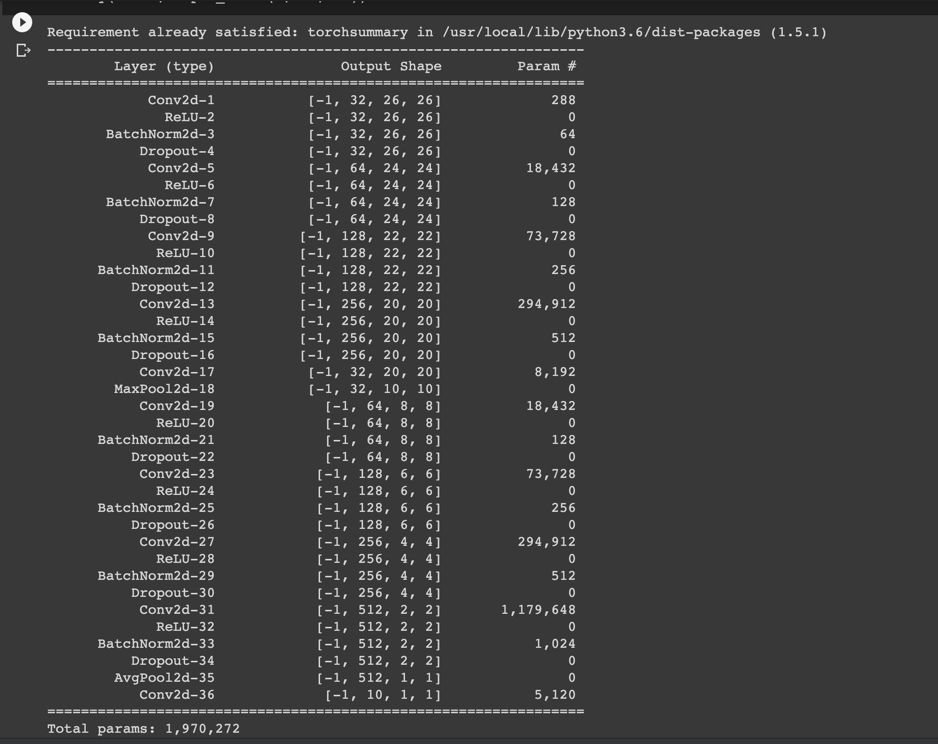 Requirement already satisfied: torchsummary in /usr/local/lib/python3.6/dist-packages (1.5.1)
----------------------------------------------------------------
Layer (type) Output Shape Param #
================================================================
Conv2d-1 [-1, 32, 26, 26] 288
ReLU-2 [-1, 32, 26, 26] 0
BatchNorm2d-3 [-1, 32, 26, 26] 64
Dropout-4 [-1, 32, 26, 26] 0
Conv2d-5 [-1, 64, 24, 24] 18,432
ReLU-6 [-1, 64, 24, 24] 0
BatchNorm2d-7 [-1, 64, 24, 24] 128
Dropout-8 [-1, 64, 24, 24] 0
Conv2d-9 [-1, 128, 22, 22] 73,728
ReLU-10 [-1, 128, 22, 22] 0
BatchNorm2d-11 [-1, 128, 22, 22] 256
Dropout-12 [-1, 128, 22, 22] 0
Conv2d-13 [-1, 256, 20, 20] 294,912
ReLU-14 [-1, 256, 20, 20] 0
BatchNorm2d-15 [-1, 256, 20, 20] 512
Dropout-16 [-1, 256, 20, 20] 0
Conv2d-17 [-1, 32, 20, 20] 8,192
MaxPool2d-18 [-1, 32, 10, 10] 0
Conv2d-19 [-1, 64, 8, 8] 18,432
ReLU-20 [-1, 64, 8, 8] 0
BatchNorm2d-21 [-1, 64, 8, 8] 128
Dropout-22 [-1, 64, 8, 8] 0
Conv2d-23 [-1, 128, 6, 6] 73,728
ReLU-24 [-1, 128, 6, 6] 0
BatchNorm2d-25 [-1, 128, 6, 6] 256
Dropout-26 [-1, 128, 6, 6] 0
Conv2d-27 [-1, 256, 4, 4] 294,912
ReLU-28 [-1, 256, 4, 4] 0
BatchNorm2d-29 [-1, 256, 4, 4] 512
Dropout-30 [-1, 256, 4, 4] 0
Conv2d-31 [-1, 512, 2, 2] 1,179,648
ReLU-32 [-1, 512, 2, 2] 0
BatchNorm2d-33 [-1, 512, 2, 2] 1,024
Dropout-34 [-1, 512, 2, 2] 0
AvgPool2d-35 [-1, 512, 1, 1] 0
Conv2d-36 [-1, 10, 1, 1] 5,120
================================================================
Total params: 1,970,272